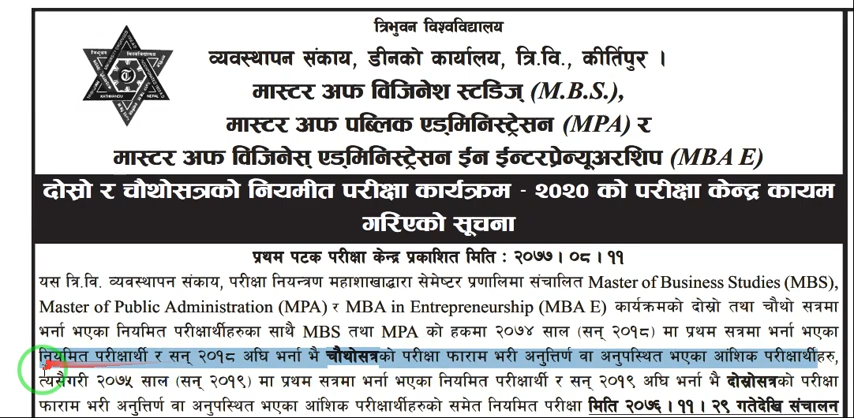 त्रिभुवन विश्वविद्यालय
व्यवस्थापन संकाय, डीनको कार्यालय, त्रि.वि., कीर्तिपुर ।
मास्टर अफ विजिनेश स्टडिज् (M.B.S.),
मास्टर अफ पब्लिक एड्मिनिस्ट्रेसन (MPA) र
मास्टर अफ विजिनेस् एड्मिनिस्ट्रेसन ईन ईन्टरप्रेन्यूअरशिप (MBA E)
दोस्रो र चौथोसत्रको नियमीत परीक्षा कार्यक्रम - २०२० को परीक्षा केन्द्र कायम
गरिएको सूचना
प्रथम पटक परीक्षा केन्द्र प्रकाशित मिति : २०७७।०८।११
यस त्रि.वि. व्यवस्थापन संकाय, परीक्षा नियन्त्रण महाशाखाद्वारा सेमेष्टर प्रणालिमा संचालित Master of Business Studies (MBS),
Master of Public Administration (MPA) र MBA in Entrepreneurship (MBA E) कार्यक्रमको दोस्रो तथा चौथो सत्रमा
भर्ना भएका नियमित परीक्षार्थीहरुका साथै MBS तथा MPA को हकमा २०७४ साल (सन् २०१८) मा प्रथम सत्रमा भर्ना भएका
नियमित परीक्षार्थी र सन् २०१८ अघि भर्ना भै चौथोसत्रको परीक्षा फाराम भरी अनुत्तिर्ण वा अनुपस्थित भएका आंशिक परीक्षार्थीहरु,
त्यसैगरी २०७५ साल (सन् २०१९) मा प्रथम सत्रमा भर्ना भएका नियमित परीक्षार्थी र सन् २०१९ अघि भर्ना भै दोस्रोसत्रको परीक्षा
फाराम भरी अनुत्तिर्ण वा अनुपस्थित भएका आंशिक परीक्षार्थीहरुको समेत नियमित परीक्षा मिति २०७६।११।२९ गतेदेखि संचालन